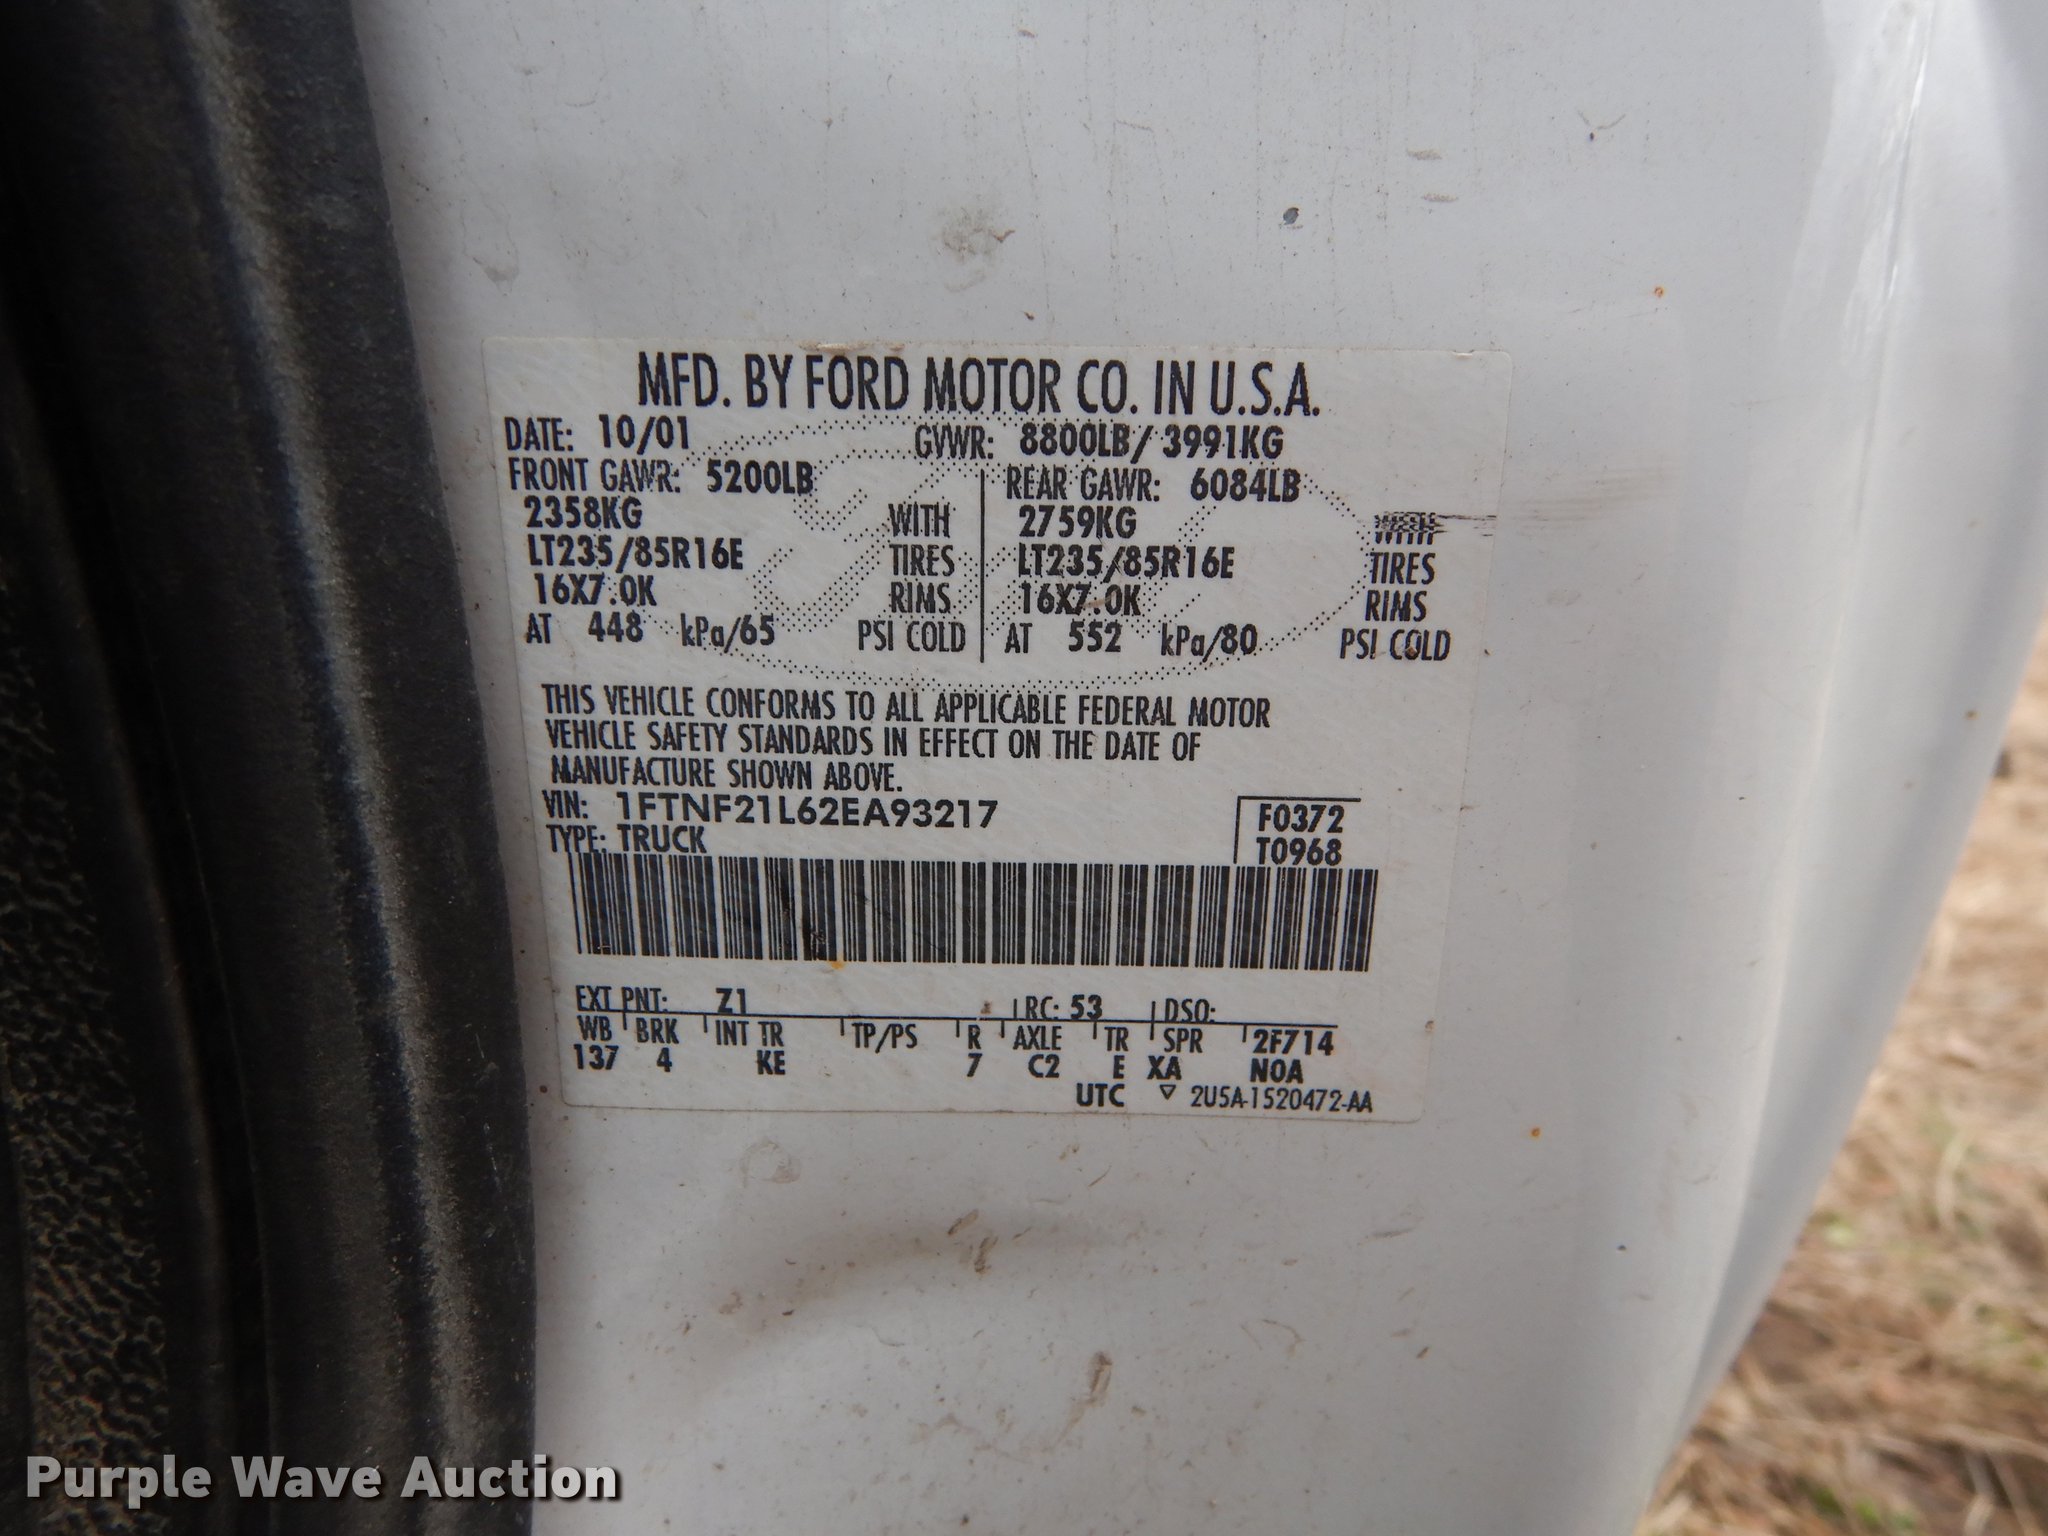 MFD. BY FORD MOTOR CO. IN U.S.A.
DATE: 10/01 GVWR: 8800LB/ 3991KG
FRONT GAWR: 5200LB REAR GAWR: 6084LB
2358KG WITH 2759KG WITH
LT235/85R16E TIRES LT235/85R16E TIRES
16X7.0K RIMS 16X7.0K RIMS
AT 448 kPa/65 PSI COLD AT 552 kPa/80 PSI COLD
THIS VEHICLE CONFORMS TO ALL APPLICABLE FEDERAL MOTOR
VEHICLE SAFETY STANDARDS IN EFFECT ON THE DATE OF
MANUFACTURE SHOWN ABOVE.
VIN: 1FTNF21L62EA93217 F0372
TYPE: TRUCK T0968
EXT PNT: Z1 RC: 53 DSO:
WB BRK INT TR TP/PS R AXLE TR SPR 2F714
137 4 KE 7 C2 E XA NOA
UTC ▽ 2U5A-1520472-AA
Purple Wave Auction